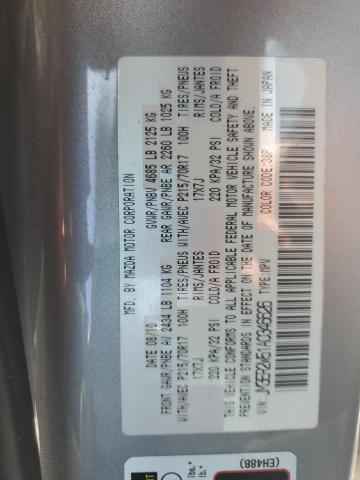 MFD. BY MAZDA MOTOR CORPORATION
DATE 08/10 GVWR/PNBV 4685 LB 2125 KG
GAWR/PNBE AV 2434 LB 1104 KG REAR GAWR/PNBE AR 2260 LB 1025 KG
WITH/AVEC P215/70R17 100H TIRES/PNEUS WITH/AVEC P215/70R17 100H TIRES/PNEUS
17X7J RIMS/JANTES 17X7J RIMS/JANTES
220 KPA/32 PSI COLD/A FROID 220 KPA/32 PSI COLD/A FROID
THIS VEHICLE CONFORMS TO ALL APPLICABLE FEDERAL MOTOR VEHICLE SAFETY AND THEFT
PREVENTION STANDARDS IN EFFECT ON THE DATE OF MANUFACTURE SHOWN ABOVE.
VIN: TYPE:MPV COLOR CODE: MADE IN JAPAN
(EH48B)
lbs.*